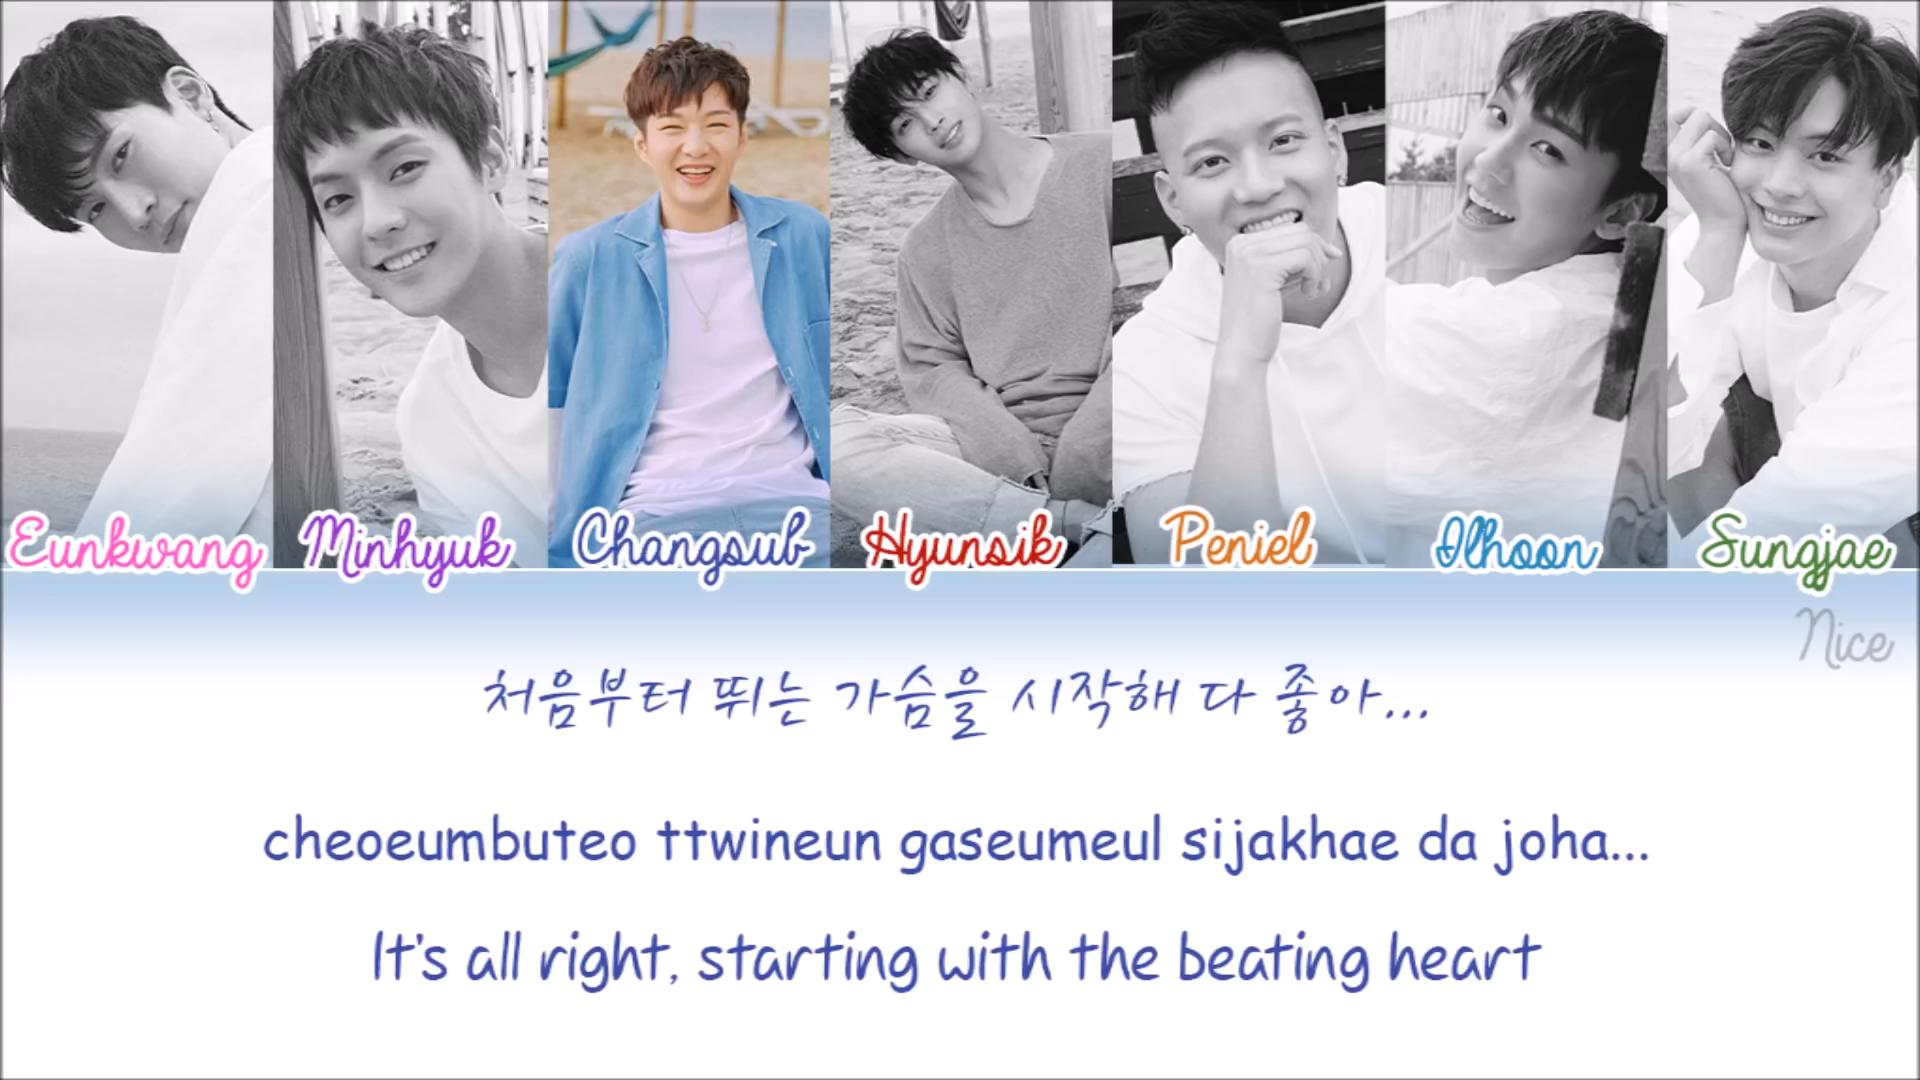 Eunkwang Minhyuk Changsub Hyunsik Peniel Ilhoon Sungjae
Nice
처음부터 뛰는 가슴을 시작해 다 좋아...
cheoeumbuteo ttwineun gaseumeul sijakhae da joha...
It's all right, starting with the beating heart